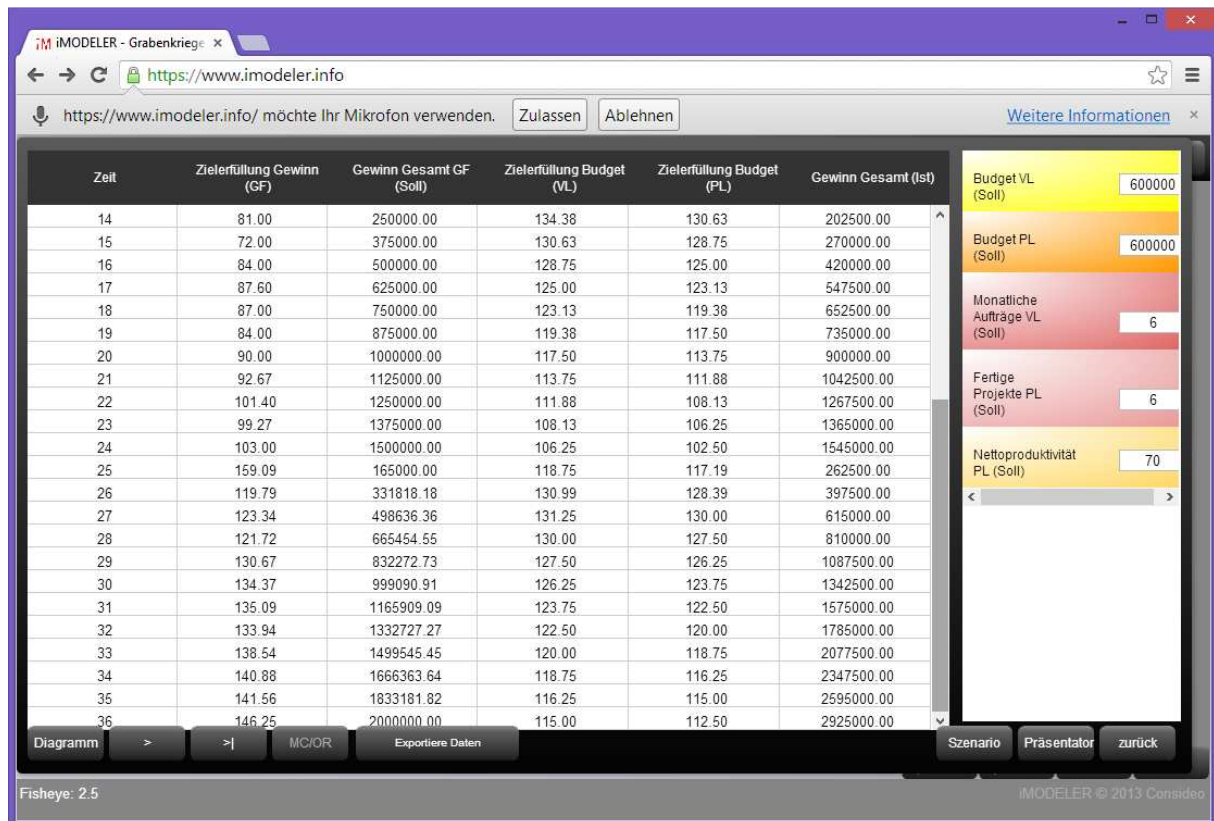 iM iMODELER - Grabenkriege ×
https://www.imodeler.info
https://www.imodeler.info/ möchte Ihr Mikrofon verwenden. Zulassen Ablehnen Weitere Informationen ×
Zeit Zielerfüllung Gewinn (GF) Gewinn Gesamt GF (Soll) Zielerfüllung Budget (VL) Zielerfüllung Budget (PL) Gewinn Gesamt (Ist)
14 81.00 250000.00 134.38 130.63 202500.00
15 72.00 375000.00 130.63 128.75 270000.00
16 84.00 500000.00 128.75 125.00 420000.00
17 87.60 625000.00 125.00 123.13 547500.00
18 87.00 750000.00 123.13 119.38 652500.00
19 84.00 875000.00 119.38 117.50 735000.00
20 90.00 1000000.00 117.50 113.75 900000.00
21 92.67 1125000.00 113.75 111.88 1042500.00
22 101.40 1250000.00 111.88 108.13 1267500.00
23 99.27 1375000.00 108.13 106.25 1365000.00
24 103.00 1500000.00 106.25 102.50 1545000.00
25 159.09 165000.00 118.75 117.19 262500.00
26 119.79 331818.18 130.99 128.39 397500.00
27 123.34 498636.36 131.25 130.00 615000.00
28 121.72 665454.55 130.00 127.50 810000.00
29 130.67 832272.73 127.50 126.25 1087500.00
30 134.37 999090.91 126.25 123.75 1342500.00
31 135.09 1165909.09 123.75 122.50 1575000.00
32 133.94 1332727.27 122.50 120.00 1785000.00
33 138.54 1499545.45 120.00 118.75 2077500.00
34 140.88 1666363.64 118.75 116.25 2347500.00
35 141.56 1833181.82 116.25 115.00 2595000.00
36 146.25 2000000.00 115.00 112.50 2925000.00
Budget VL
(Soll) 600000
Budget PL
(Soll) 600000
Monatliche
Aufträge VL
(Soll) 6
Fertige
Projekte PL
(Soll) 6
Nettoproduktivität
PL (Soll) 70
Diagramm > >| MC/OR Exportiere Daten Szenario Präsentator zurück
Fisheye: 2.5 iMODELER © 2013 Consideo